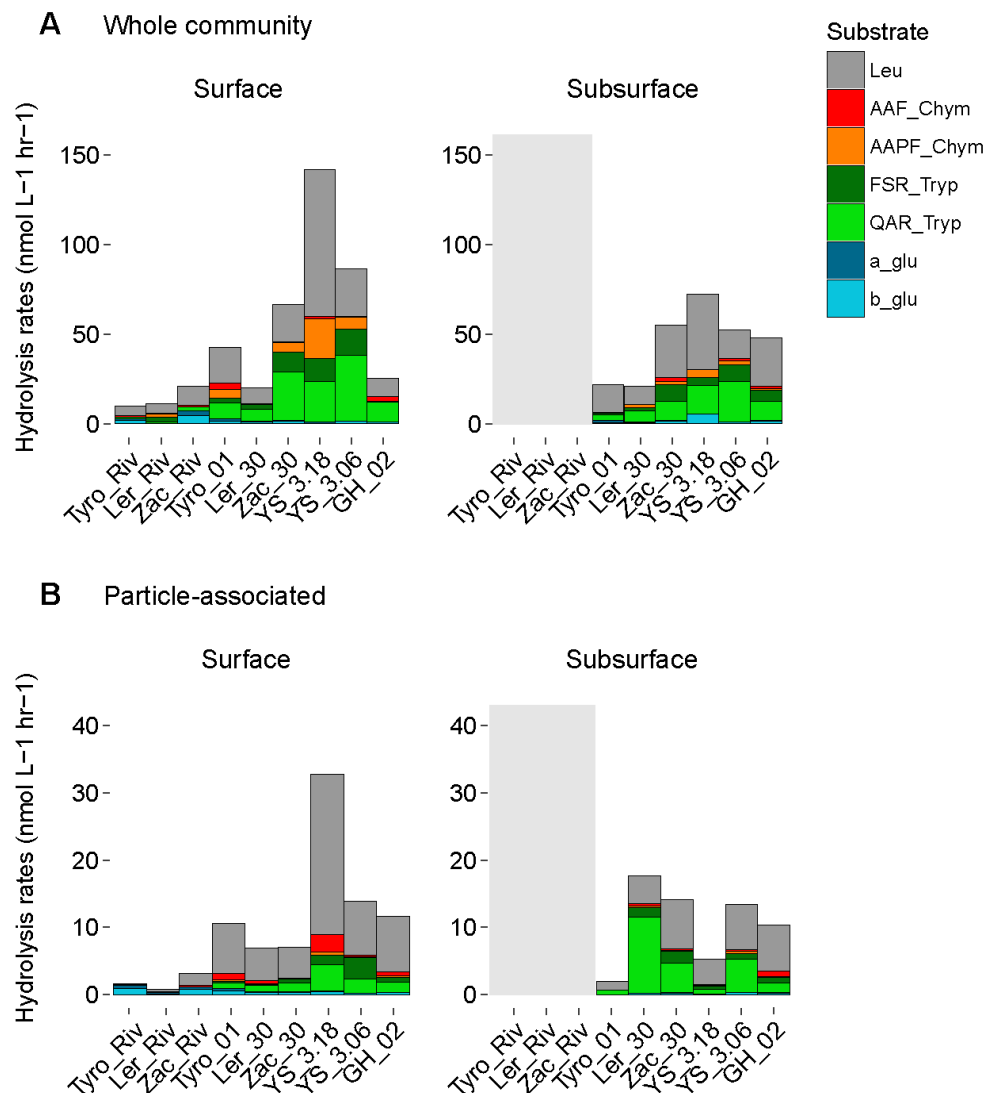 A Whole community
Surface
Subsurface
Substrate
Leu
AAF_Chym
AAPF_Chym
FSR_Tryp
QAR_Tryp
a_glu
b_glu
Hydrolysis rates (nmol L−1 hr−1)
150
100
50
0
Tyro_Riv
Ler_Riv
Zac_Riv
Tyro_01
Ler_30
Zac_30
YS_3.18
YS_3.06
GH_02
150
100
50
0
Tyro_Riv
Ler_Riv
Zac_Riv
Tyro_01
Ler_30
Zac_30
YS_3.18
YS_3.06
GH_02
B Particle-associated
Surface
Subsurface
Hydrolysis rates (nmol L−1 hr−1)
40
30
20
10
0
Tyro_Riv
Ler_Riv
Zac_Riv
Tyro_01
Ler_30
Zac_30
YS_3.18
YS_3.06
GH_02
40
30
20
10
0
Tyro_Riv
Ler_Riv
Zac_Riv
Tyro_01
Ler_30
Zac_30
YS_3.18
YS_3.06
GH_02